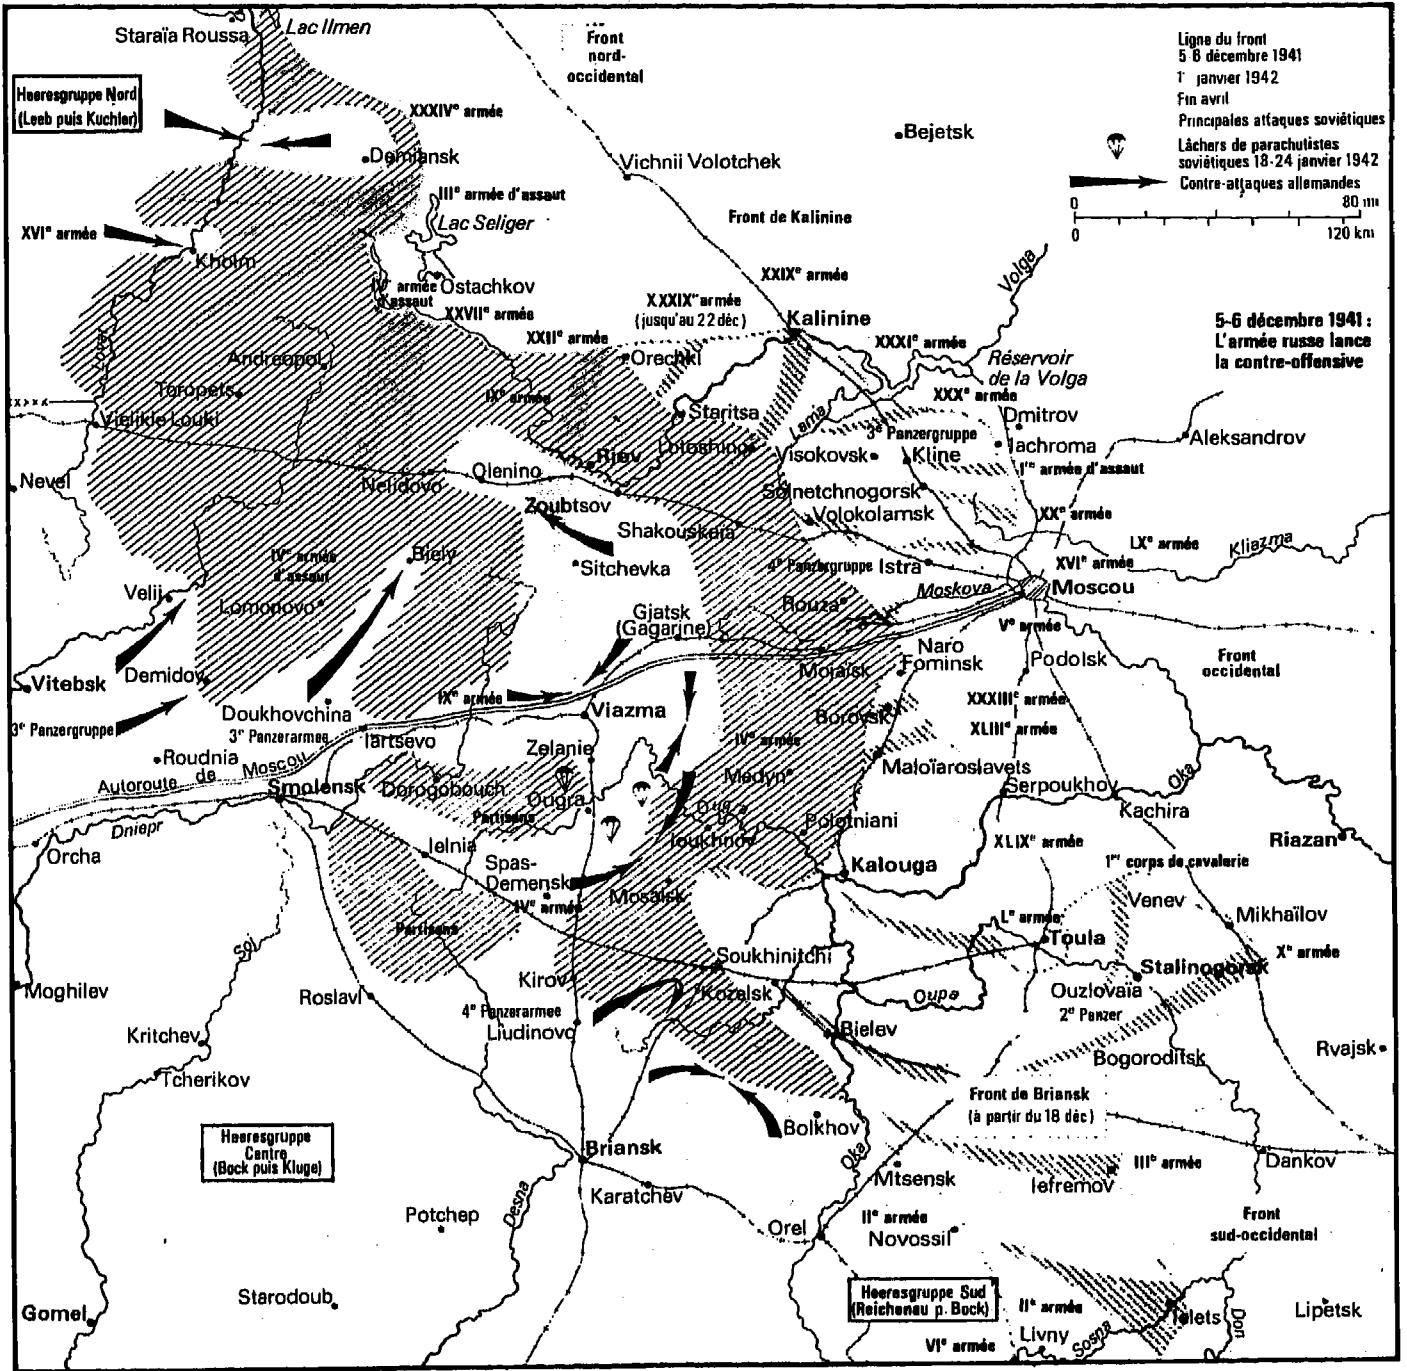 Staraïa Roussa
Lac Ilmen
Front
nord-
occidental
Ligne du front
5 6 décembre 1941
1 janvier 1942
Fin avril
Principales attaques soviétiques
Lâchers de parachutistes
soviétiques 18-24 janvier 1942
Contre-attaques allemandes
0
0
120 km
Heeresgruppe Nord
(Leeb puis Kuchler)
XXXIVe armée
Demiansk
Bejetsk
Vichnii Volotchek
IIIe armée d'assaut
Lac Seliger
Front de Kalinine
XVIe armée
Kholm
IVe armée
d'assaut
Ostachkov
XXIXe armée
Volga
XXVIIe armée
XXXIXe armée
(jusqu'au 22 déc)
Kalinine
XXIIe armée
Orechki
XXXIe armée
5-6 décembre 1941 :
L'armée russe lance
la contre-offensive
Lovat
Andreopol
Réservoir
de la Volga
Toropets
IXe armée
XXXe armée
Staritsa
Dmitrov
Vielikie Louki
Lama
3e Panzergruppe
Iachroma
Aleksandrov
Lotoshino
Visokovsk
Kline
Rjev
Olenino
Ire armée d'assaut
Nevel
Nelidovo
Solnetchnogorsk
Zoubtsov
Volokolamsk
XXe armée
Shakouskaïa
LXe armée
Kliazma
IVe armée
d'assaut
Biely
Sitchevka
4e Panzergruppe
Istra
XVIe armée
Moskova
Moscou
Velij
Lomonovo
Rouza
Gjatsk
(Gagarine)
Ve armée
Naro
Fominsk
Podolsk
Front
occidental
Mojaïsk
Vitebsk
Demidov
IXe armée
XXXIIIe armée
3e Panzergruppe
Doukhovchina
3e Panzerarmee
Viazma
Borovsk
XLIIIe armée
Iartsevo
IVe armée
Roudnia
Zelanie
Maloïaroslavets
Autoroute de Moscou
Medyn
Smolensk
Dorogobouch
Ougra
Ougra
Serpoukhov
Oka
Kachira
Dniepr
Partisans
Polotniani
Ioukhnov
Orcha
Ielnia
XLIXe armée
Riazan
Spas-
Demensk
Kalouga
1er corps de cavalerie
Mosalsk
IVe armée
Venev
Mikhaïlov
Partisans
Le armée
Toula
Soj
Soukhinitchi
Xe armée
Stalinogorsk
Moghilev
Kirov
Kozelsk
Oupa
Ouzlovaïa
Roslavl
4e Panzerarmee
2e Panzer
Liudinovo
Kritchev
Bielev
Bogoroditsk
Rvajsk
Tcherikov
Front de Briansk
(à partir du 18 déc)
Heeresgruppe
Centre
(Bock puis Kluge)
Bolkhov
Briansk
Oka
IIIe armée
Dankov
Mtsensk
Iefremov
Karatchev
Desna
Potchep
Orel
IIe armée
Novossil
Front
sud-occidental
Starodoub
Heeresgruppe Sud
(Reichenau p. Bock)
IIe armée
Gomel
Ielets
Don
Lipetsk
Livny
Sosna
VIe armée